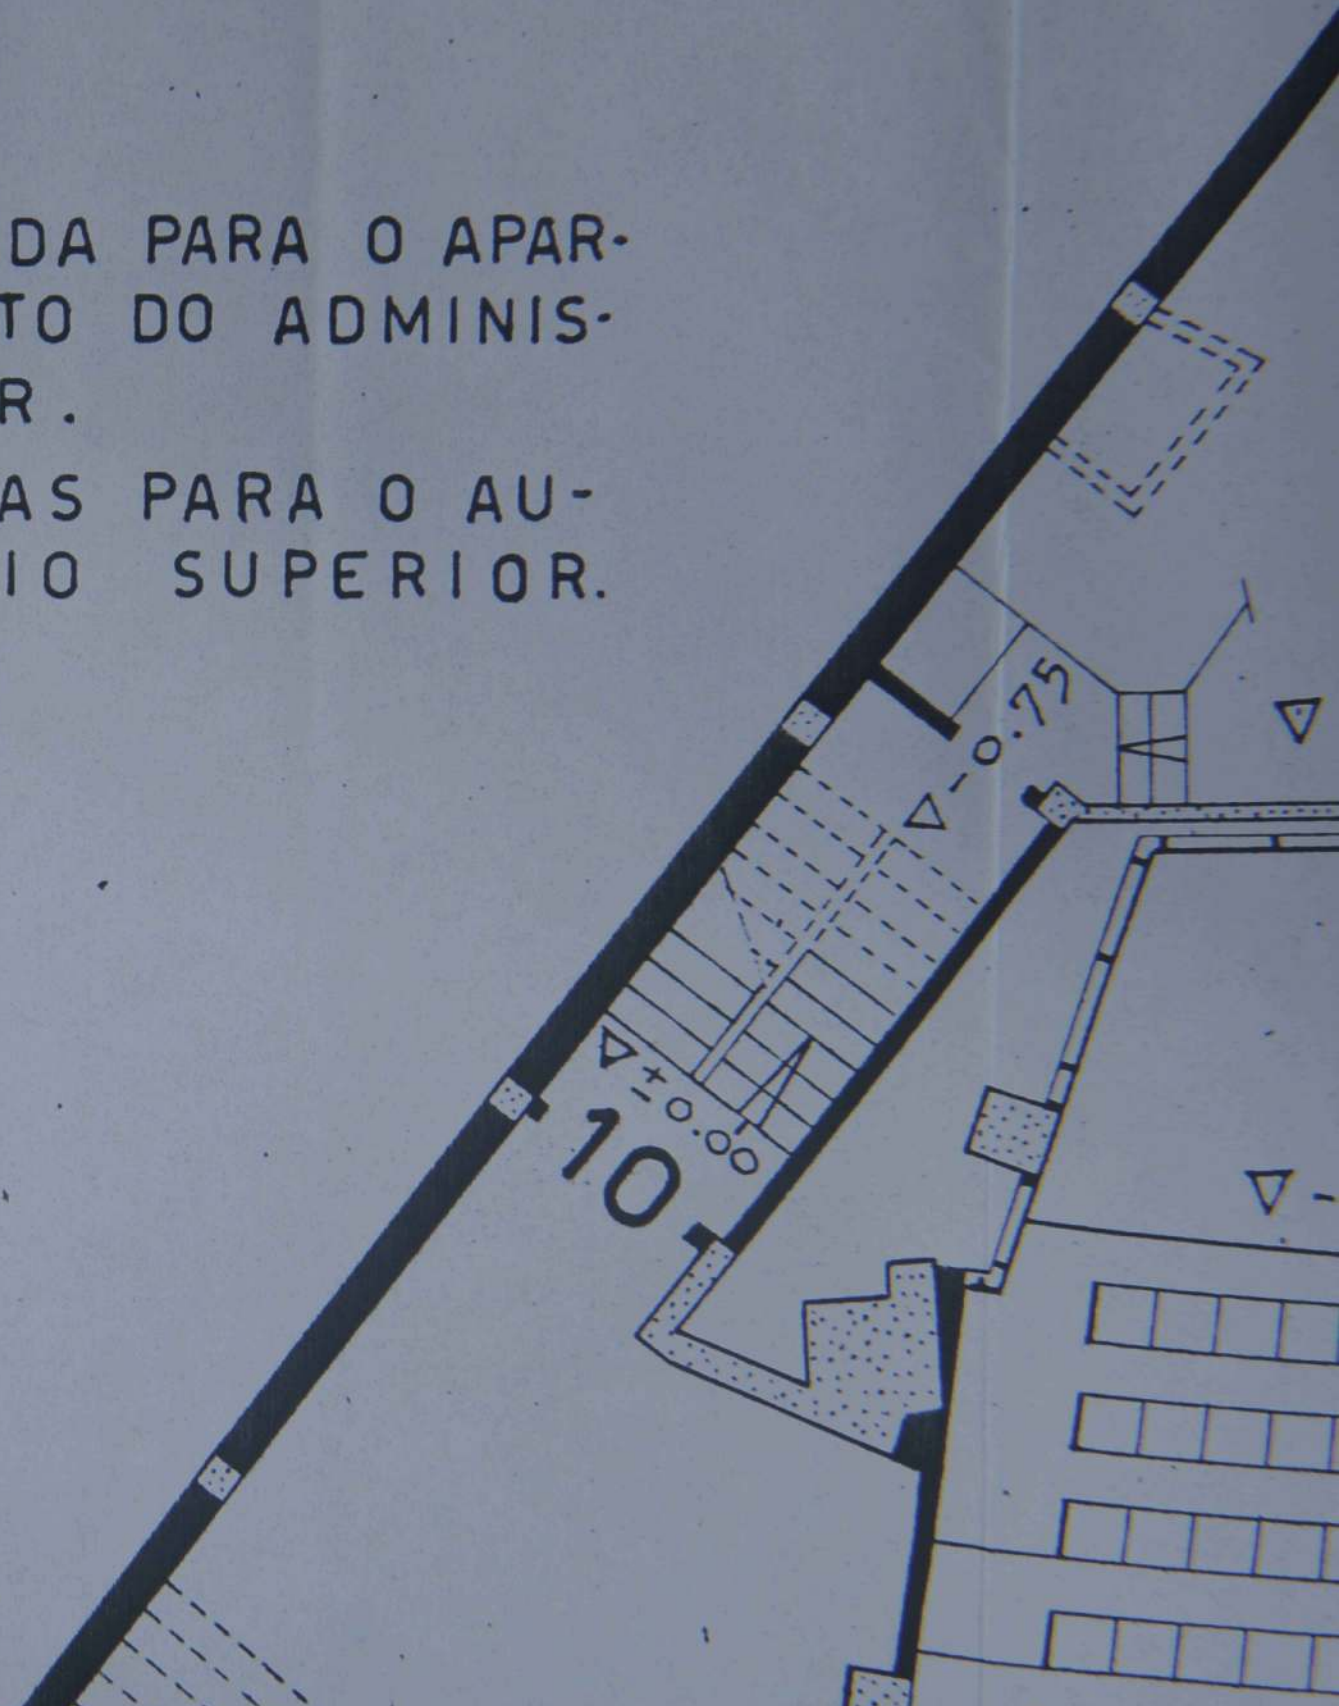 DA PARA O APAR-
TO DO ADMINIS-
R.
AS PARA O AU-
IO SUPERIOR.
-0.75
±0.00
10
-